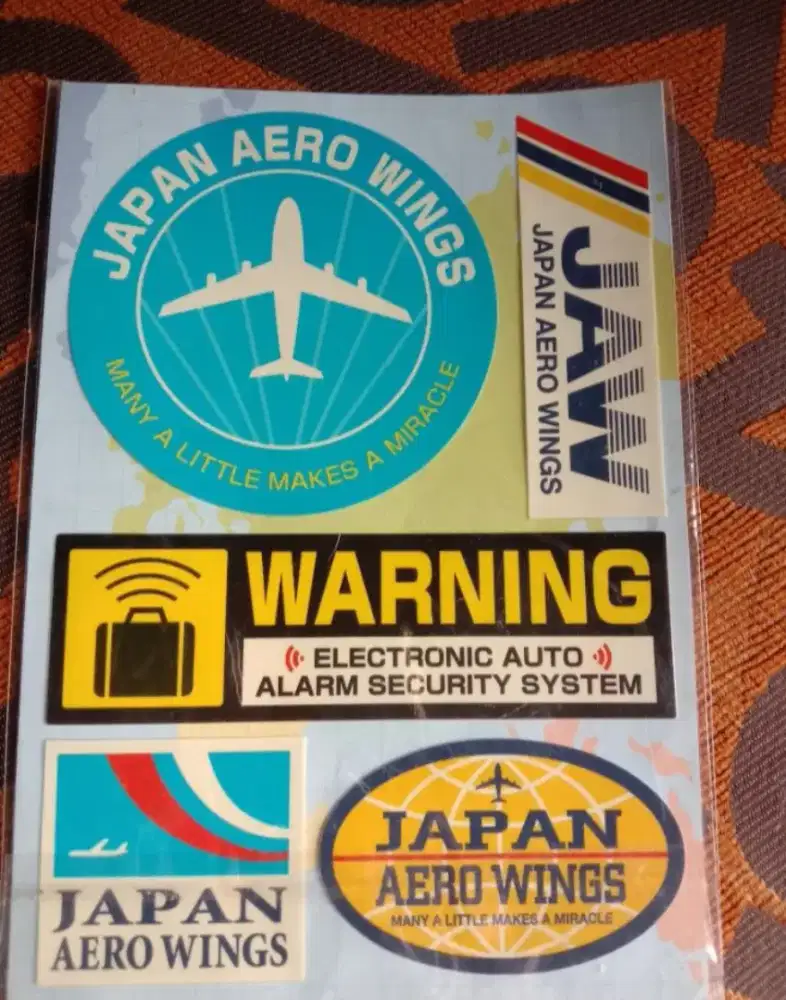 JAPAN AERO WINGS
MANY A LITTLE MAKES A MIRACLE
JAW
JAPAN AERO WINGS
WARNING
ELECTRONIC AUTO
ALARM SECURITY SYSTEM
JAPAN
AERO WINGS
JAPAN
AERO WINGS
MANY A LITTLE MAKES A MIRACLE